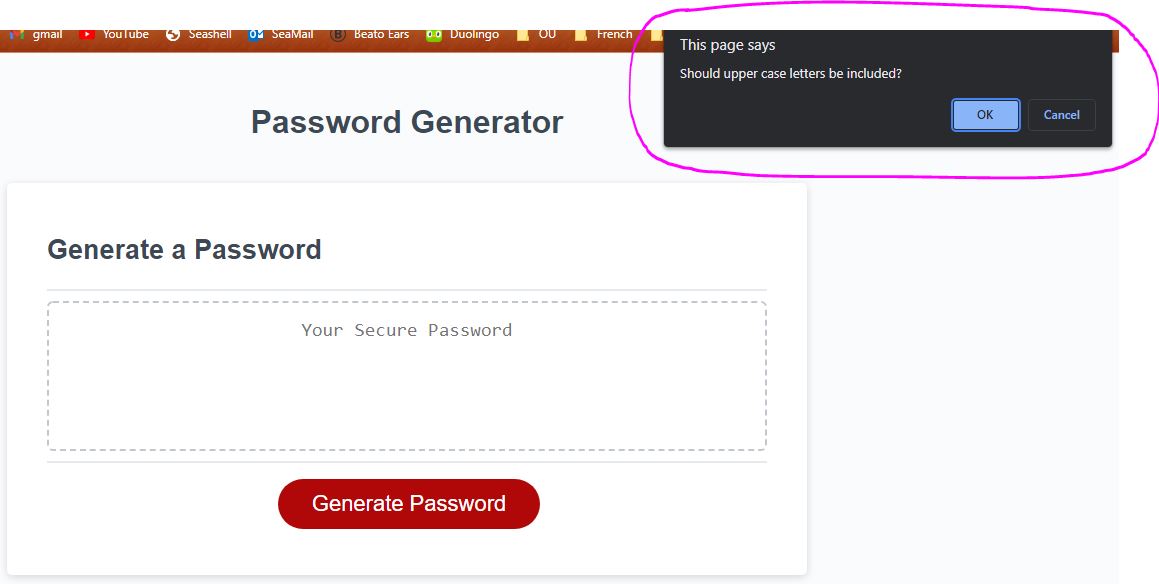 gmail YouTube Seashell SeaMail Beato Ears Duolingo OU French
This page says
Should upper case letters be included?
OK Cancel
Password Generator
Generate a Password
Your Secure Password
Generate Password